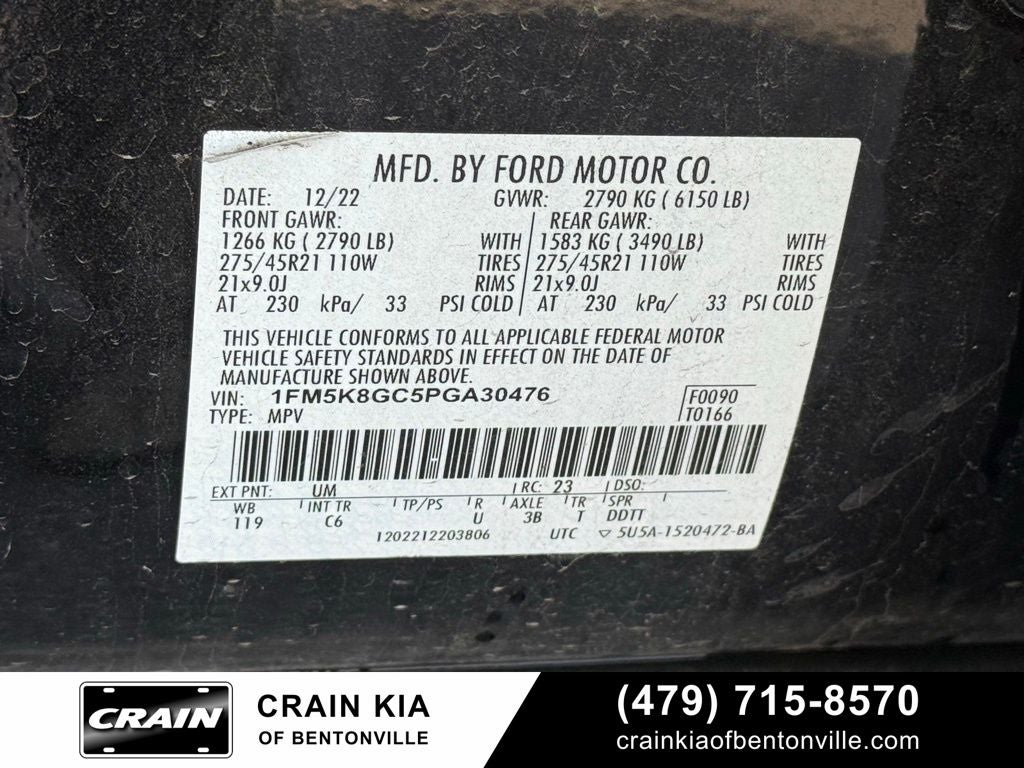 MFD. BY FORD MOTOR CO.
DATE: 12/22 GVWR: 2790 KG ( 6150 LB)
FRONT GAWR: REAR GAWR:
1266 KG ( 2790 LB) WITH 1583 KG ( 3490 LB) WITH
275/45R21 110W TIRES 275/45R21 110W TIRES
21x9.0J RIMS 21x9.0J RIMS
AT 230 kPa/ 33 PSI COLD AT 230 kPa/ 33 PSI COLD
THIS VEHICLE CONFORMS TO ALL APPLICABLE FEDERAL MOTOR
VEHICLE SAFETY STANDARDS IN EFFECT ON THE DATE OF
MANUFACTURE SHOWN ABOVE.
VIN: 1FM5K8GC5PGA30476 F0090
TYPE: MPV T0166
EXT PNT: UM RC: 23 DSO:
WB INT TR TP/PS R AXLE TR SPR
119 C6 U 3B T DDTT
1202212203806 UTC ▽ 5U5A-1520472-BA
CRAIN
CRAIN KIA
OF BENTONVILLE
(479) 715-8570
crainkiaofbentonville.com